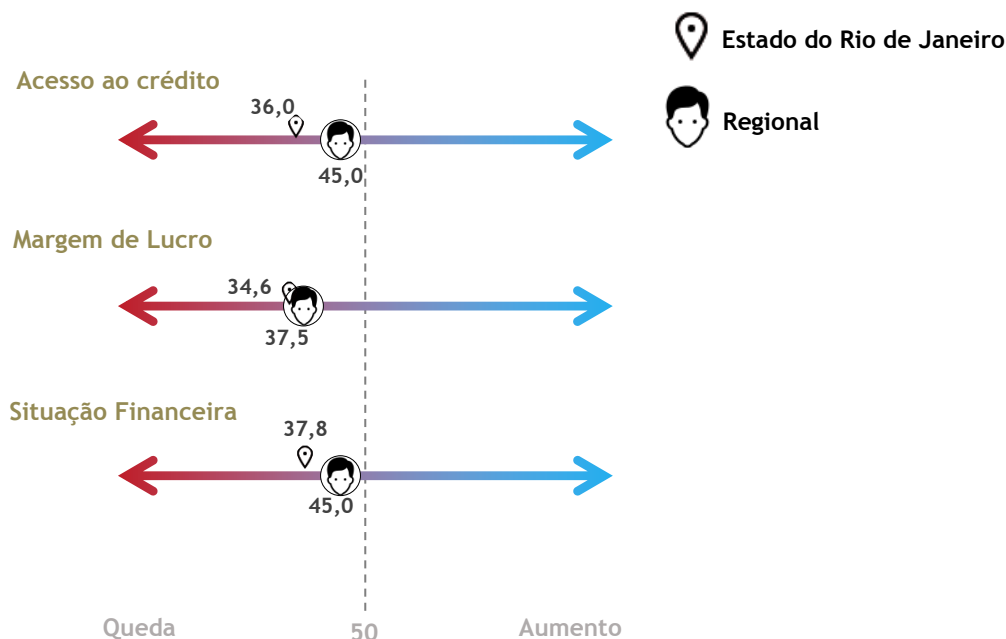 Estado do Rio de Janeiro
Regional
Acesso ao crédito
36,0
45,0
Margem de Lucro
34,6
37,5
Situação Financeira
37,8
45,0
Queda
50
Aumento